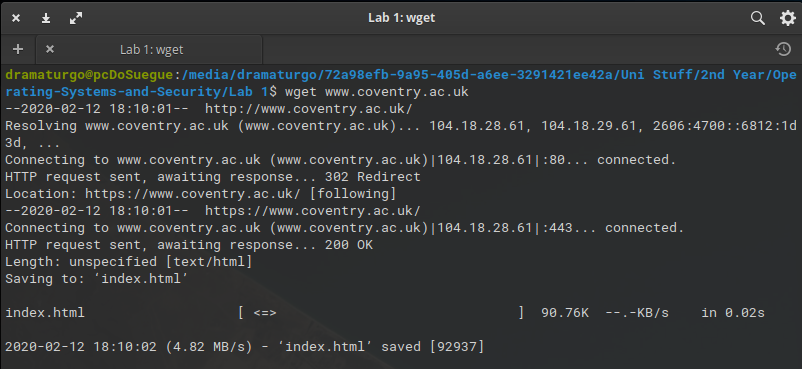 Lab 1: wget
Lab 1: wget
dramaturgo@pcDoSuegue:/media/dramaturgo/72a98efb-9a95-405d-a6ee-3291421ee42a/Uni Stuff/2nd Year/Ope
rating-Systems-and-Security/Lab 1$ wget www.coventry.ac.uk
--2020-02-12 18:10:01--  http://www.coventry.ac.uk/
Resolving www.coventry.ac.uk (www.coventry.ac.uk)... 104.18.28.61, 104.18.29.61, 2606:4700::6812:1d
3d, ...
Connecting to www.coventry.ac.uk (www.coventry.ac.uk)|104.18.28.61|:80... connected.
HTTP request sent, awaiting response... 302 Redirect
Location: https://www.coventry.ac.uk/ [following]
--2020-02-12 18:10:01--  https://www.coventry.ac.uk/
Connecting to www.coventry.ac.uk (www.coventry.ac.uk)|104.18.28.61|:443... connected.
HTTP request sent, awaiting response... 200 OK
Length: unspecified [text/html]
Saving to: ‘index.html’
index.html                   [ <=>                              ]  90.76K  --.-KB/s    in 0.02s
2020-02-12 18:10:02 (4.82 MB/s) - ‘index.html’ saved [92937]